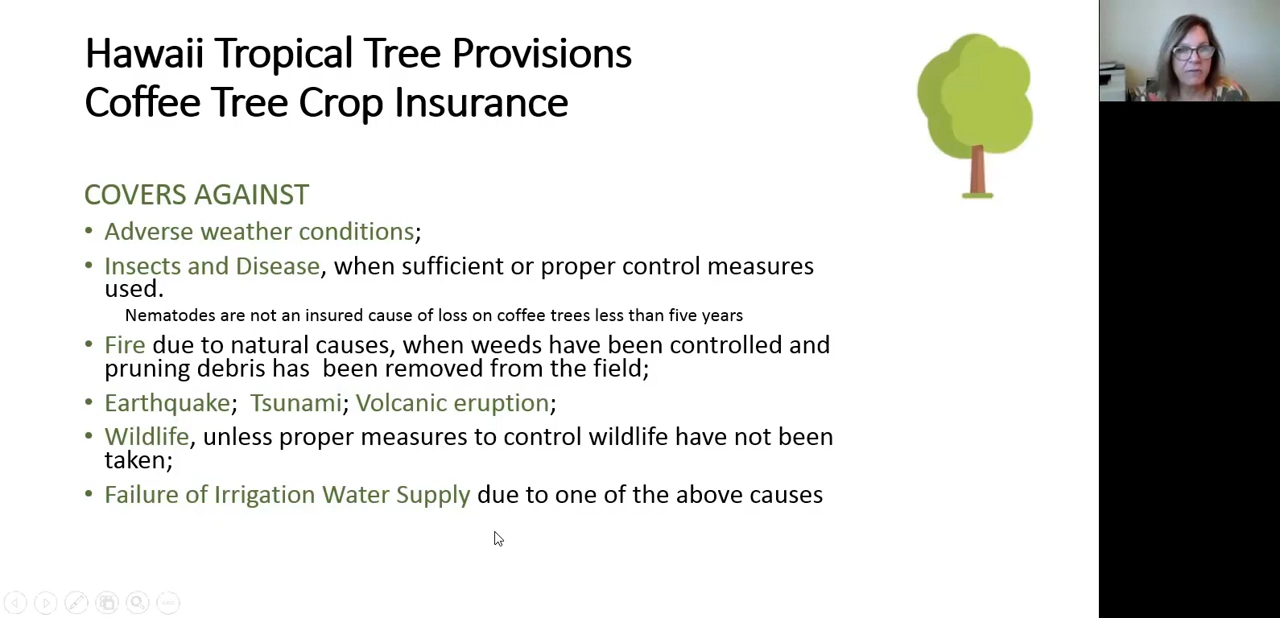 Hawaii Tropical Tree Provisions
Coffee Tree Crop Insurance
COVERS AGAINST
• Adverse weather conditions;
• Insects and Disease, when sufficient or proper control measures
used.
Nematodes are not an insured cause of loss on coffee trees less than five years
• Fire due to natural causes, when weeds have been controlled and
pruning debris has  been removed from the field;
• Earthquake;  Tsunami; Volcanic eruption;
• Wildlife, unless proper measures to control wildlife have not been
taken;
• Failure of Irrigation Water Supply due to one of the above causes